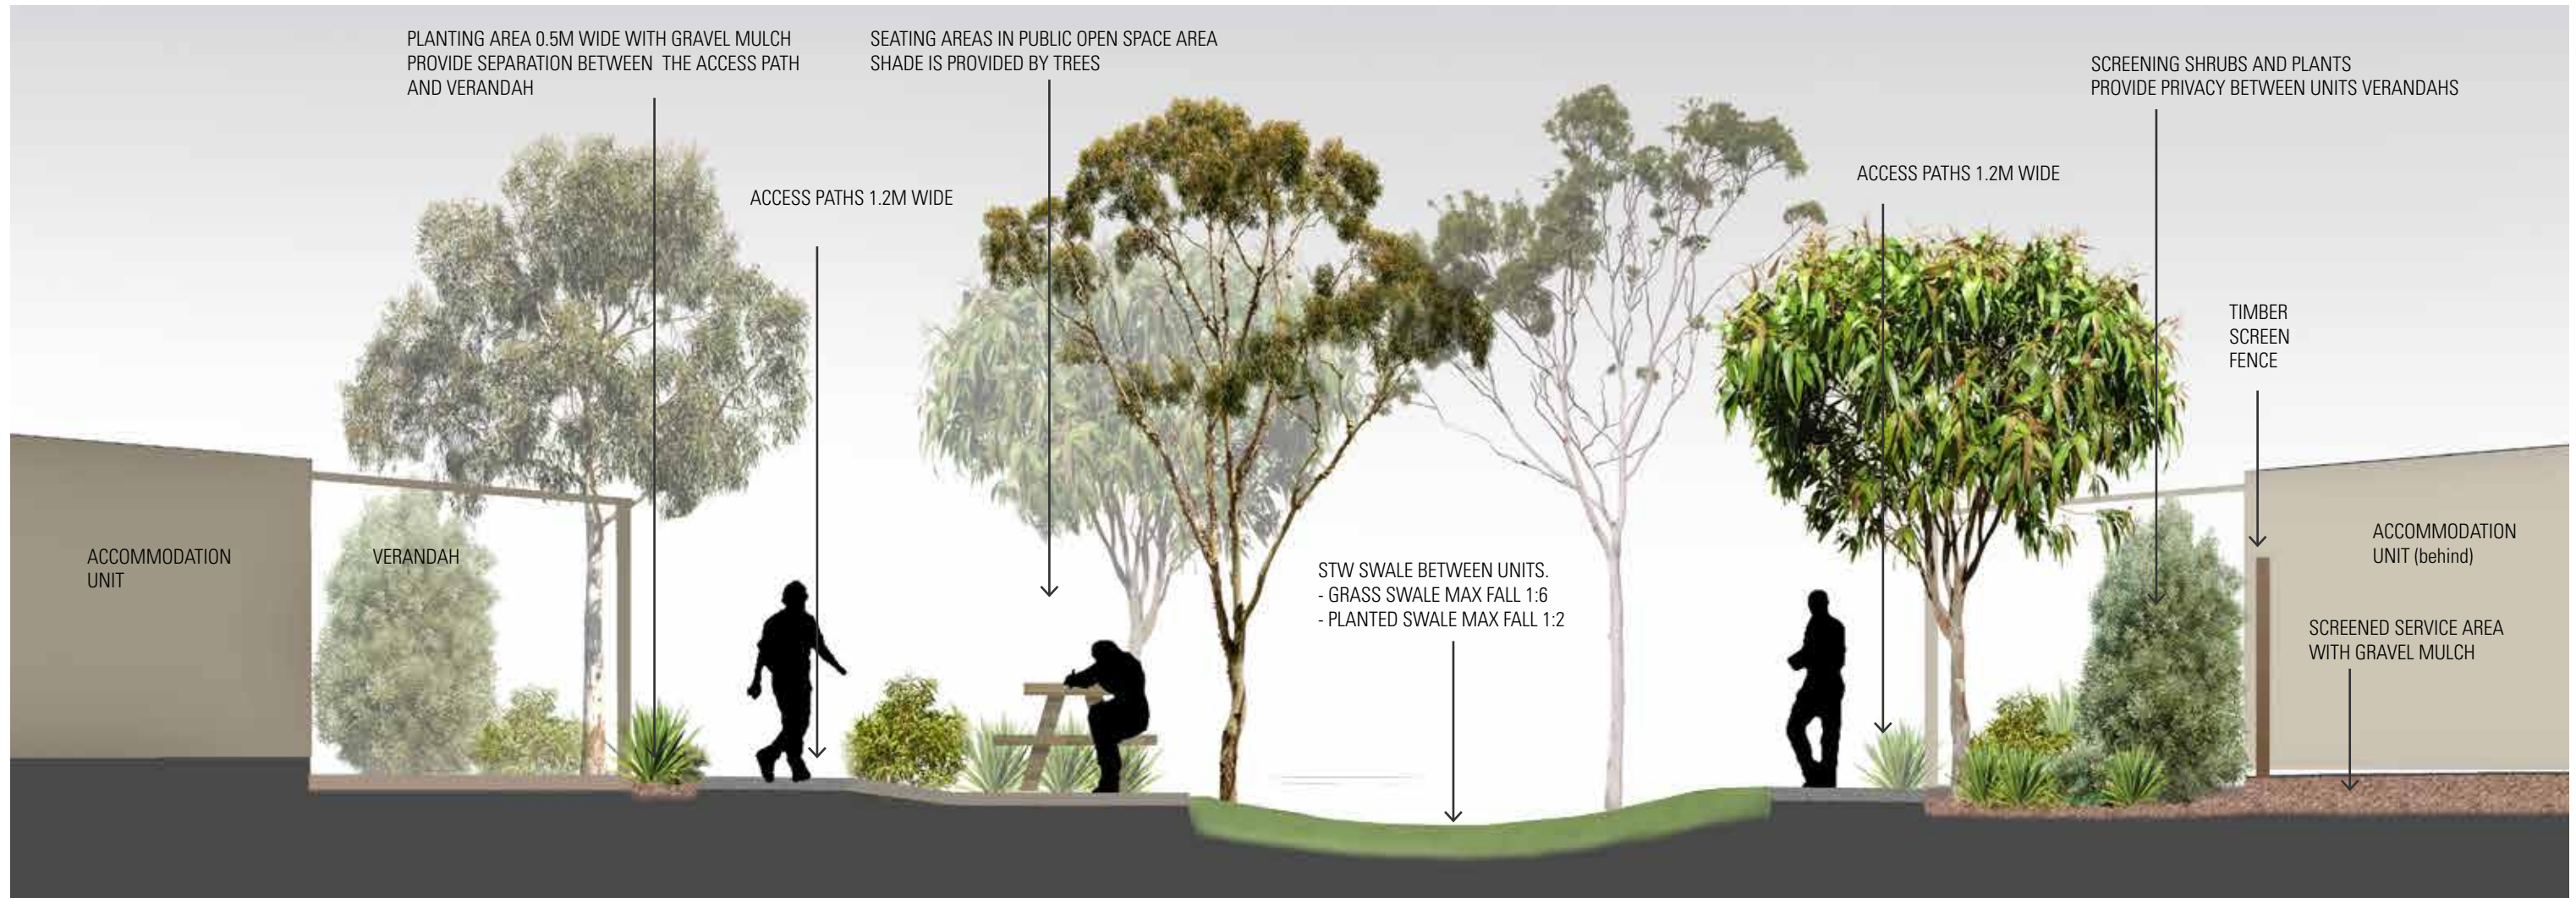 PLANTING AREA 0.5M WIDE WITH GRAVEL MULCH
PROVIDE SEPARATION BETWEEN THE ACCESS PATH
AND VERANDAH
SEATING AREAS IN PUBLIC OPEN SPACE AREA
SHADE IS PROVIDED BY TREES
SCREENING SHRUBS AND PLANTS
PROVIDE PRIVACY BETWEEN UNITS VERANDAHS
ACCESS PATHS 1.2M WIDE
ACCESS PATHS 1.2M WIDE
TIMBER
SCREEN
FENCE
ACCOMMODATION
UNIT
VERANDAH
STW SWALE BETWEEN UNITS.
- GRASS SWALE MAX FALL 1:6
- PLANTED SWALE MAX FALL 1:2
ACCOMMODATION
UNIT (behind)
SCREENED SERVICE AREA
WITH GRAVEL MULCH